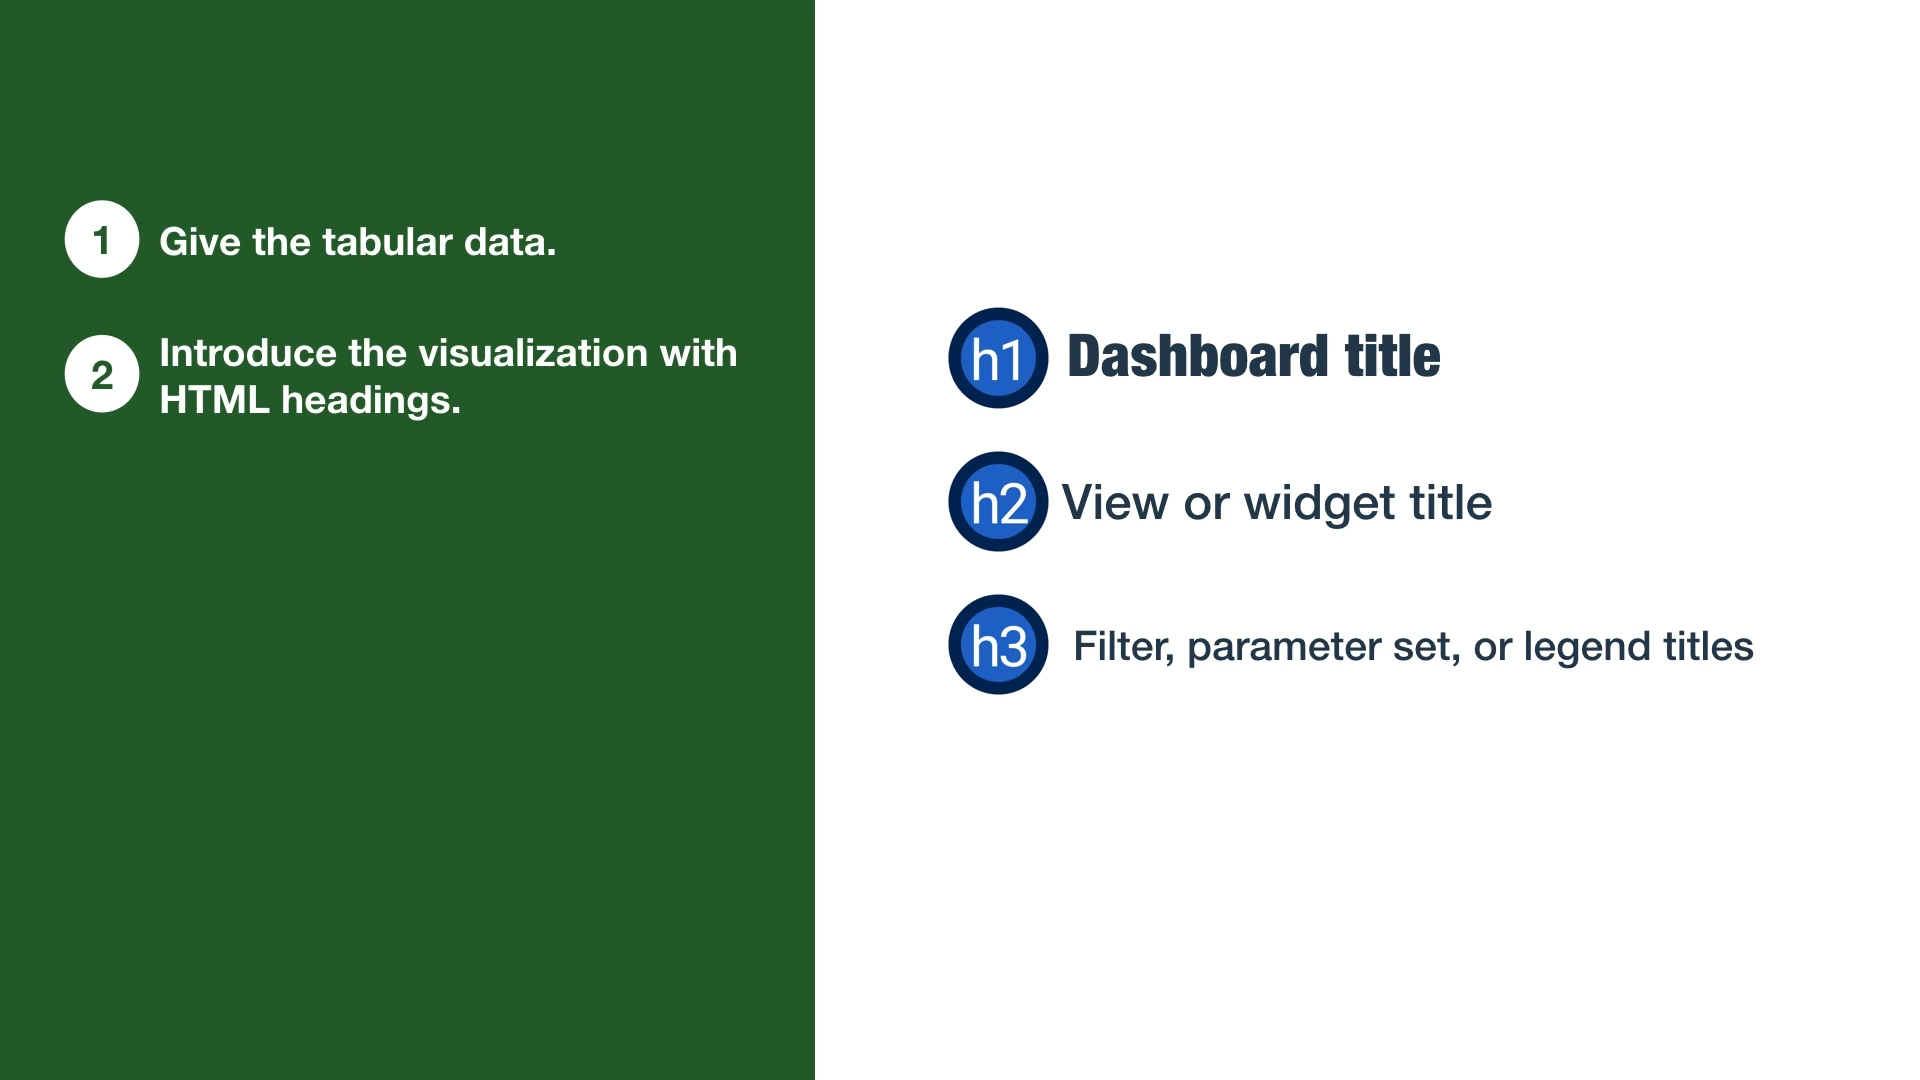 1 Give the tabular data.
2 Introduce the visualization with
HTML headings.
h1 Dashboard title
h2 View or widget title
h3 Filter, parameter set, or legend titles